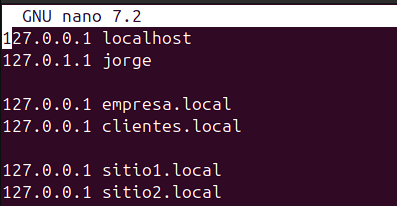 GNU nano 7.2
127.0.0.1 localhost
127.0.1.1 jorge
127.0.0.1 empresa.local
127.0.0.1 clientes.local
127.0.0.1 sitio1.local
127.0.0.1 sitio2.local